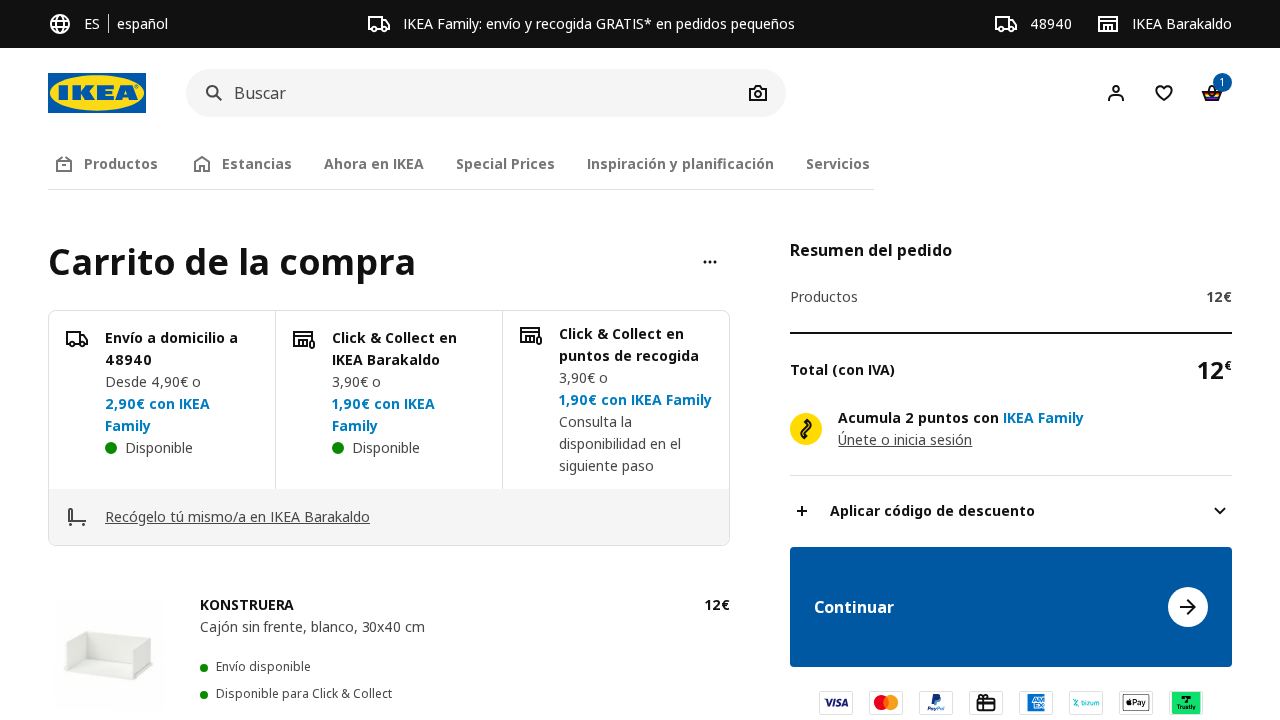 ES
español
IKEA Family: envío y recogida GRATIS* en pedidos pequeños
48940
IKEA Barakaldo
IKEA
Buscar
1
Productos
Estancias
Ahora en IKEA
Special Prices
Inspiración y planificación
Servicios
Carrito de la compra
Envío a domicilio a
48940
Desde 4,90€ o
2,90€ con IKEA
Family
Disponible
Click & Collect en
IKEA Barakaldo
3,90€ o
1,90€ con IKEA
Family
Disponible
Click & Collect en
puntos de recogida
3,90€ o
1,90€ con IKEA Family
Consulta la
disponibilidad en el
siguiente paso
Recógelo tú mismo/a en IKEA Barakaldo
KONSTRUERA
12€
Cajón sin frente, blanco, 30x40 cm
Envío disponible
Disponible para Click & Collect
Resumen del pedido
Productos
12€
Total (con IVA)
12€
Acumula 2 puntos con IKEA Family
Únete o inicia sesión
Aplicar código de descuento
Continuar
VISA
PayPal
AMEX
bizum
Pay
Trustly